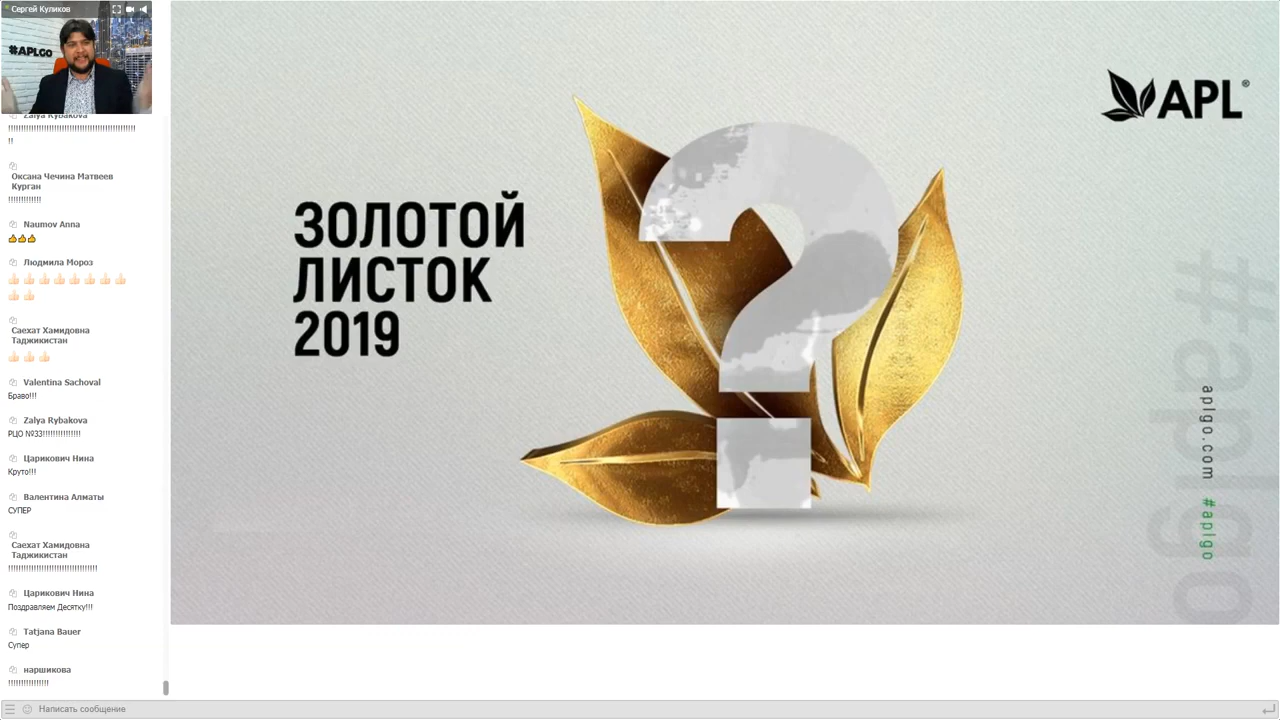 Сергей Куликов
#APLGO
Zalya Rybakova
!!!!!!!!!!!!!!!!!!!!!!!!!!!!!!!!!!!!!!!!!!!!!!!!!!!
!!
Оксана Чечина Матвеев
Курган
!!!!!!!!!!!!!
Naumov Anna
👍👍👍
Людмила Мороз
👍👍👍👍👍👍👍👍
👍👍
Саехат Хамидовна
Таджикистан
👍👍👍
Valentina Sachoval
Браво!!!
Zalya Rybakova
РЦО №33!!!!!!!!!!!!!!!
Царикович Нина
Круто!!!
Валентина Алматы
СУПЕР
Саехат Хамидовна
Таджикистан
!!!!!!!!!!!!!!!!!!!!!!!!!!!!!!!!!!!!
Царикович Нина
Поздравляем Десятку!!!
Tatjana Bauer
Супер
наршикова
!!!!!!!!!!!!!!!!
Написать сообщение
ЗОЛОТОЙ
ЛИСТОК
2019
?
APL®
aplgo.com #aplgo
#aplgo